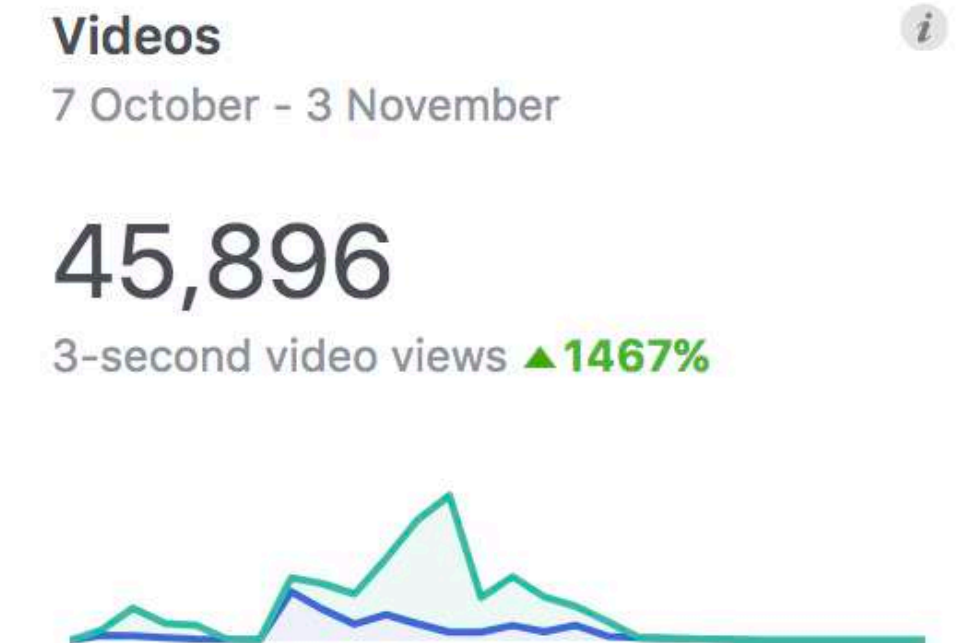 Videos
i
7 October - 3 November
45,896
3-second video views ▲1467%